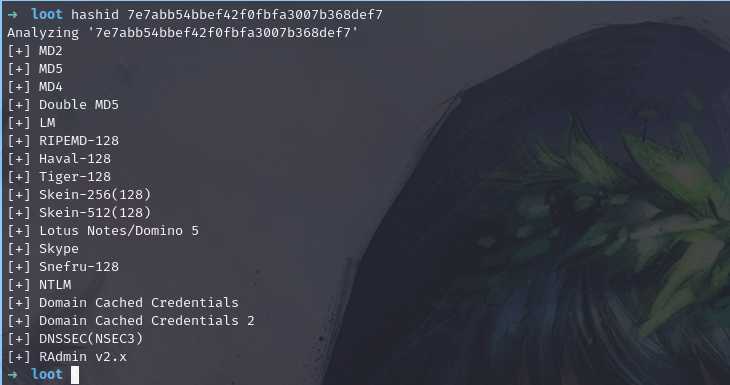 → loot hashid 7e7abb54bbef42f0fbfa3007b368def7
Analyzing '7e7abb54bbef42f0fbfa3007b368def7'
[+] MD2
[+] MD5
[+] MD4
[+] Double MD5
[+] LM
[+] RIPEMD-128
[+] Haval-128
[+] Tiger-128
[+] Skein-256(128)
[+] Skein-512(128)
[+] Lotus Notes/Domino 5
[+] Skype
[+] Snefru-128
[+] NTLM
[+] Domain Cached Credentials
[+] Domain Cached Credentials 2
[+] DNSSEC(NSEC3)
[+] RAdmin v2.x
→ loot